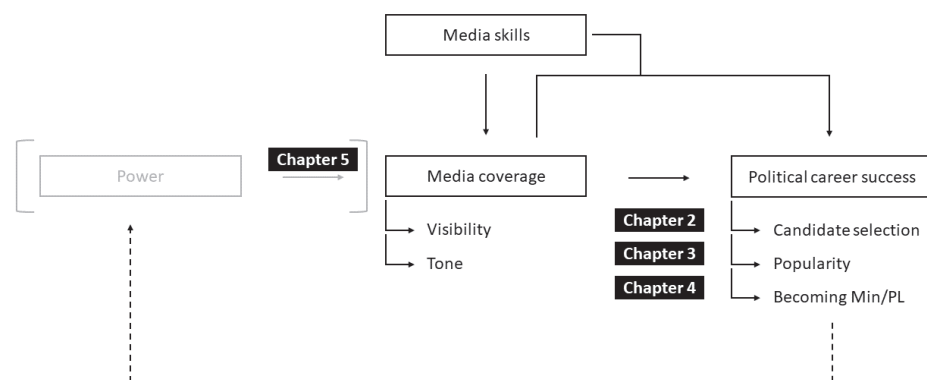 Media skills
Power
Chapter 5
Media coverage
Political career success
Visibility
Tone
Chapter 2
Chapter 3
Chapter 4
Candidate selection
Popularity
Becoming Min/PL